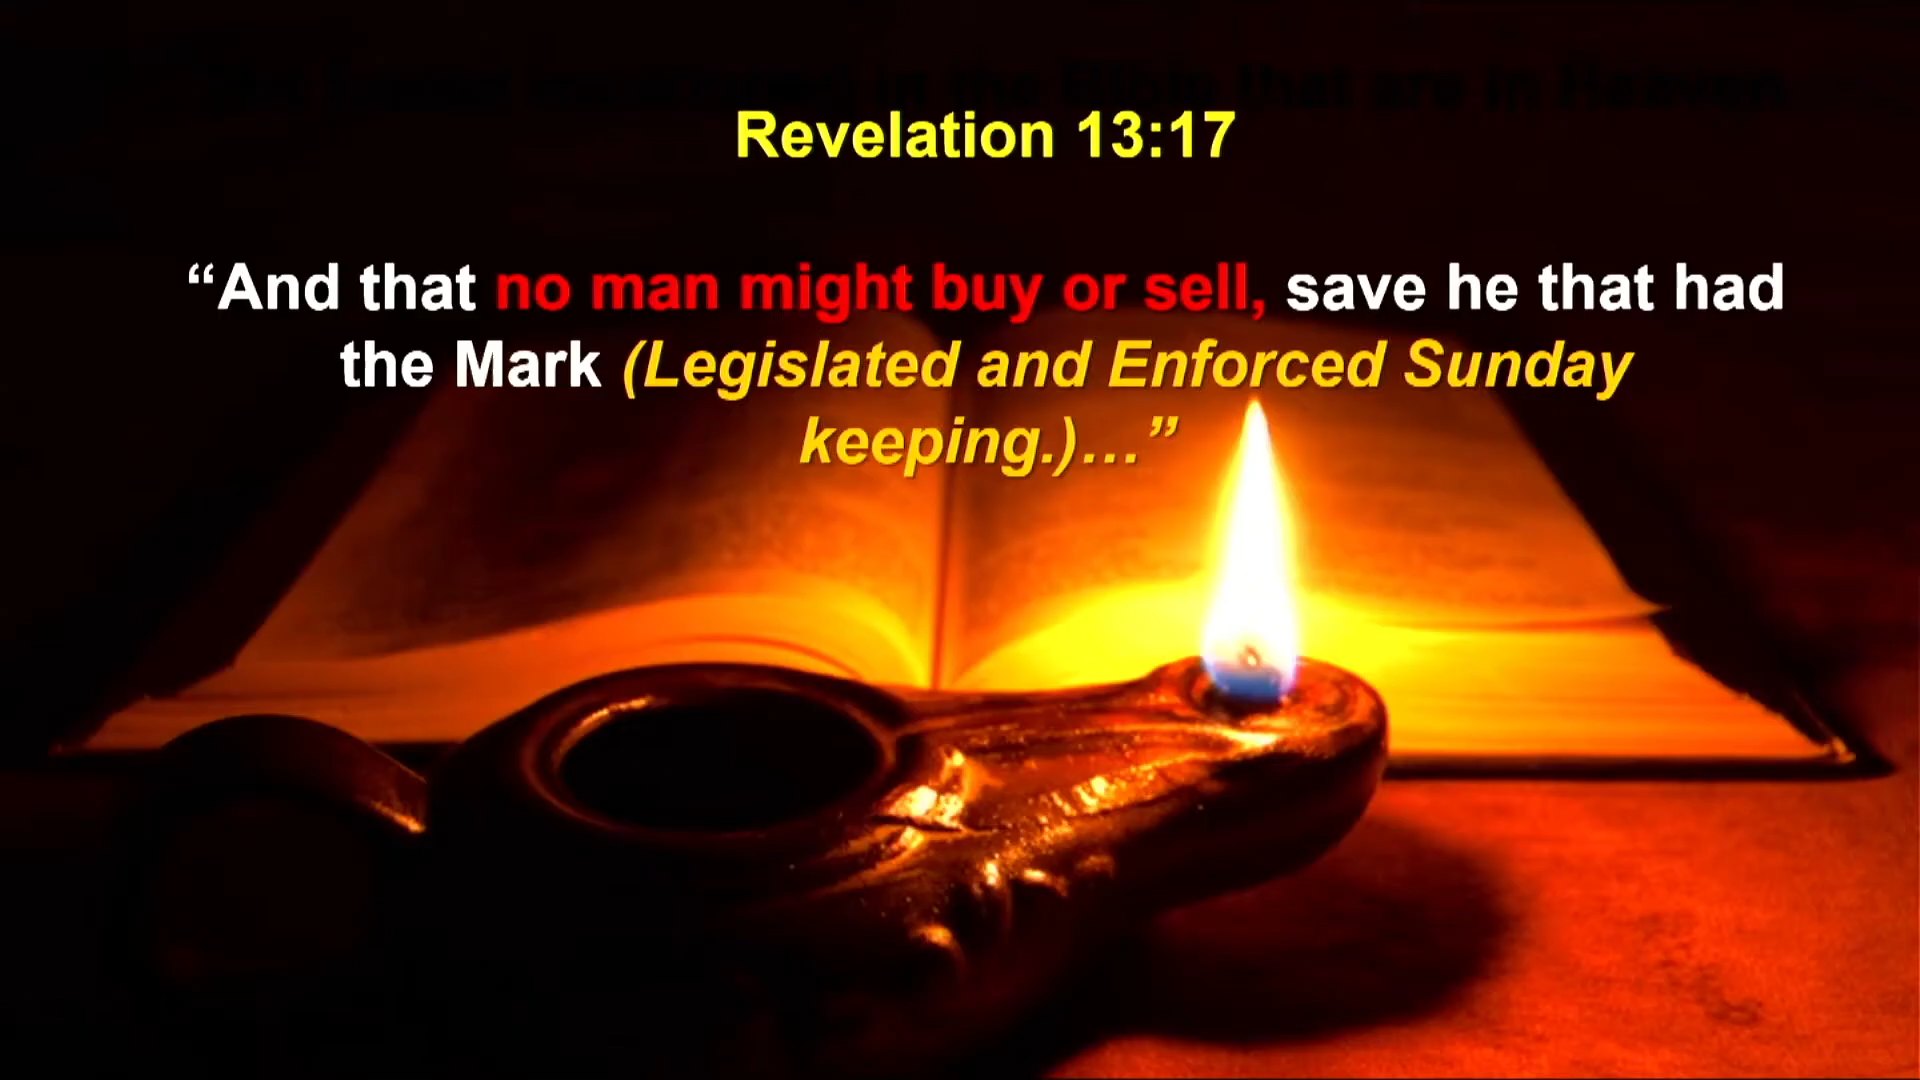 Revelation 13:17
“And that no man might buy or sell, save he that had
the Mark (Legislated and Enforced Sunday
keeping.)…”